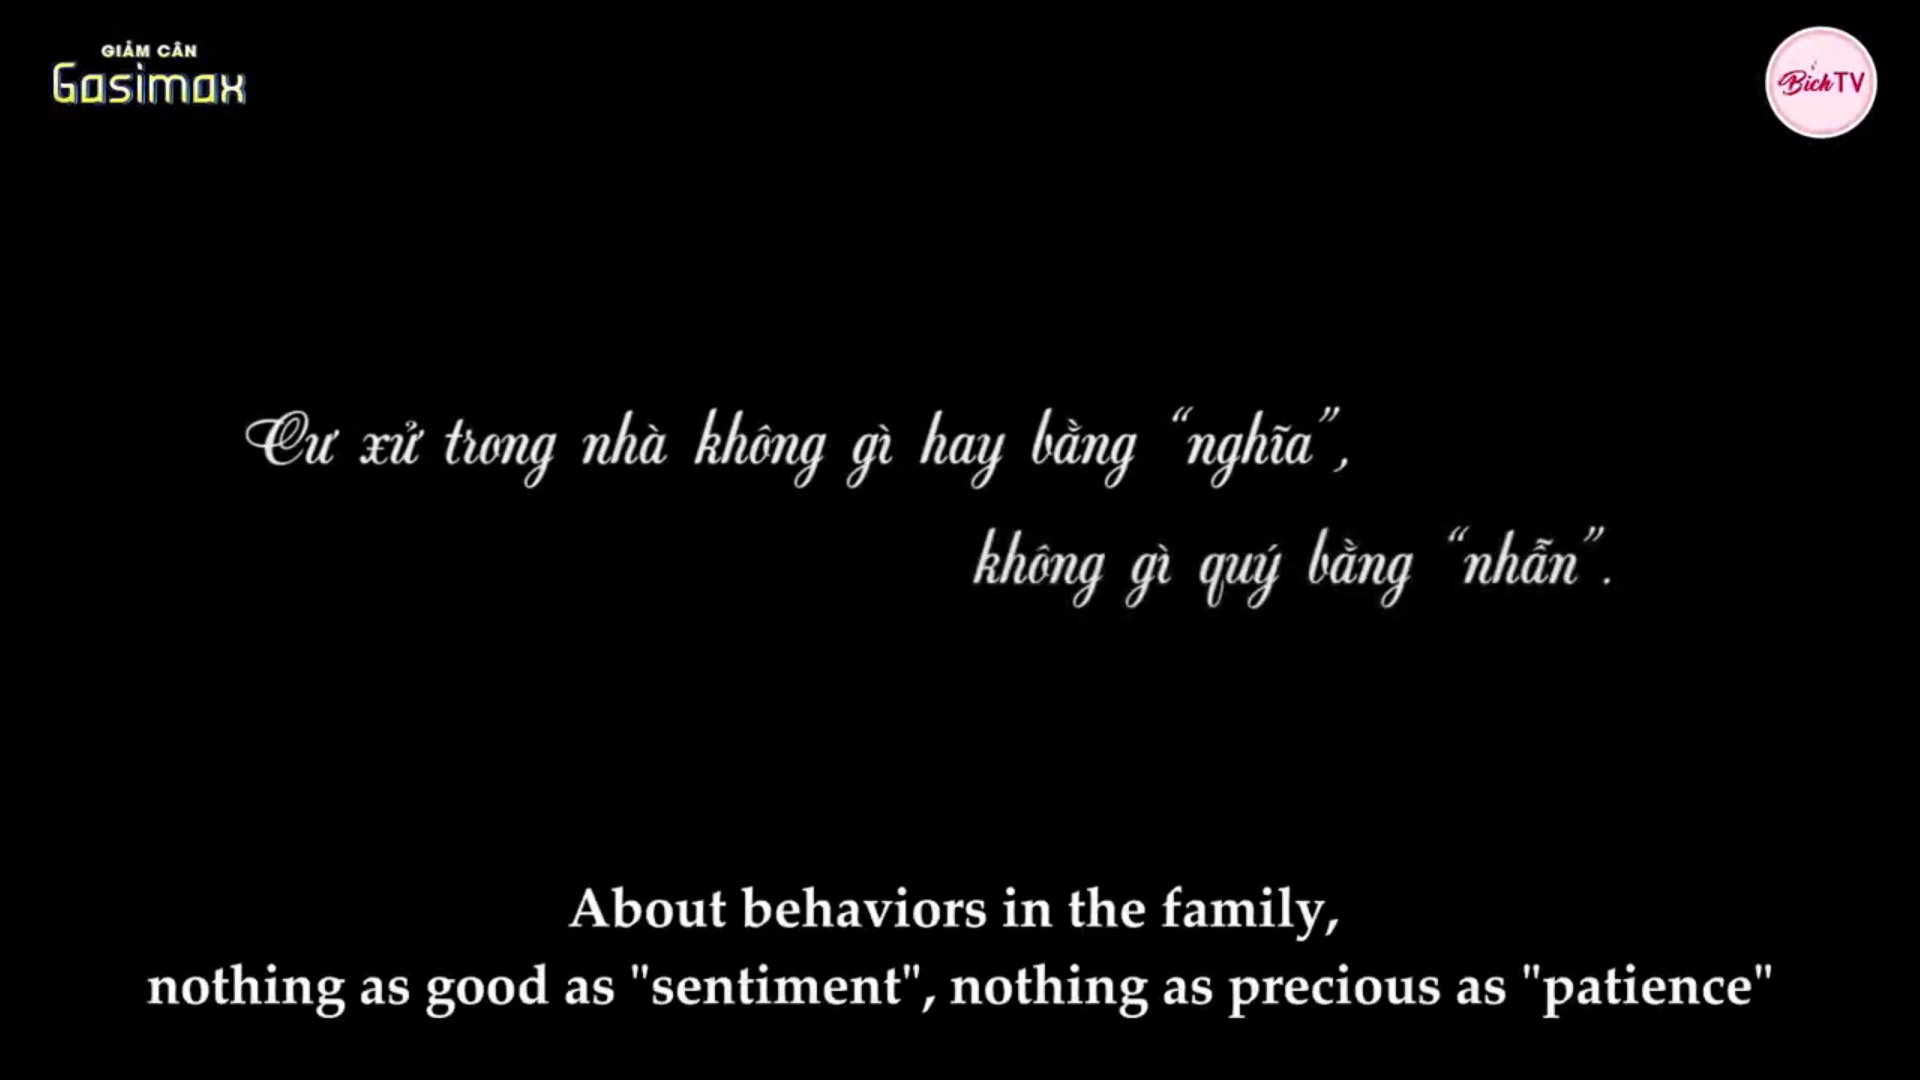 GIẢM CÂN
Gasimax
BíchTV
Cư xử trong nhà không gì hay bằng “nghĩa”,
không gì quý bằng “nhẫn”.
About behaviors in the family,
nothing as good as "sentiment", nothing as precious as "patience"